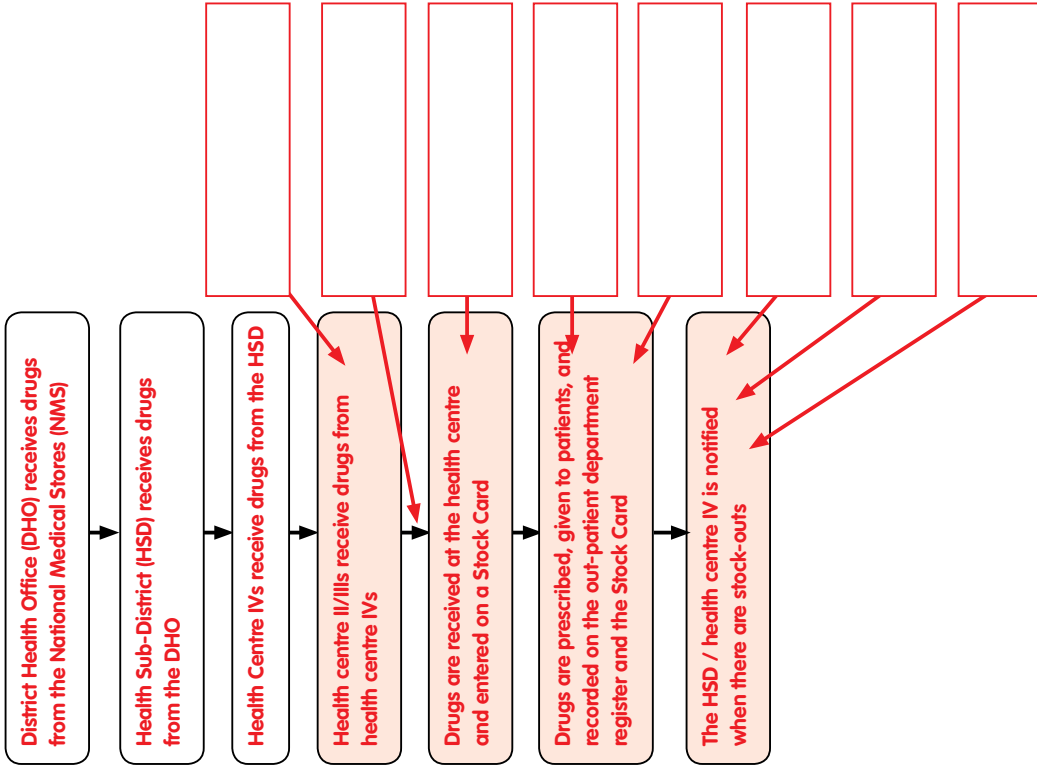 District Health Office (DHO) receives drugs
from the National Medical Stores (NMS)
Health Sub-District (HSD) receives drugs
from the DHO
Health Centre IVs receive drugs from the HSD
Health centre II/IIIs receive drugs from
health centre IVs
Drugs are received at the health centre
and entered on a Stock Card
Drugs are prescribed, given to patients, and
recorded on the out-patient department
register and the Stock Card
The HSD / health centre IV is notified
when there are stock-outs